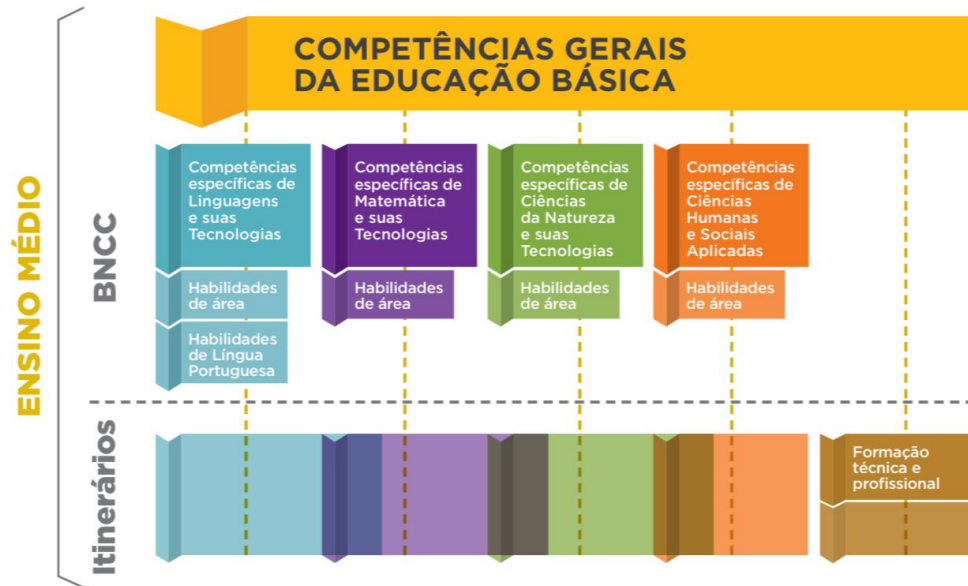 COMPETÊNCIAS GERAIS
DA EDUCAÇÃO BÁSICA
ENSINO MÉDIO
BNCC
Competências
específicas de
Linguagens
e suas
Tecnologias
Habilidades
de área
Habilidades
de Língua
Portuguesa
Competências
específicas de
Matemática
e suas
Tecnologias
Habilidades
de área
Competências
específicas de
Ciências
da Natureza
e suas
Tecnologias
Habilidades
de área
Competências
específicas de
Ciências
Humanas
e Sociais
Aplicadas
Habilidades
de área
Itinerários
Formação
técnica e
profissional